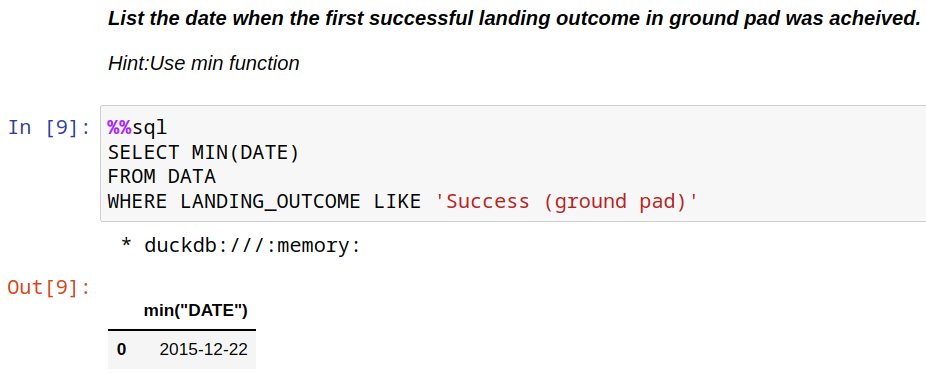 List the date when the first successful landing outcome in ground pad was acheived.
Hint:Use min function
In [9]: %%sql
SELECT MIN(DATE)
FROM DATA
WHERE LANDING_OUTCOME LIKE 'Success (ground pad)'
* duckdb:///:memory:
Out[9]:
min("DATE")
0 2015-12-22